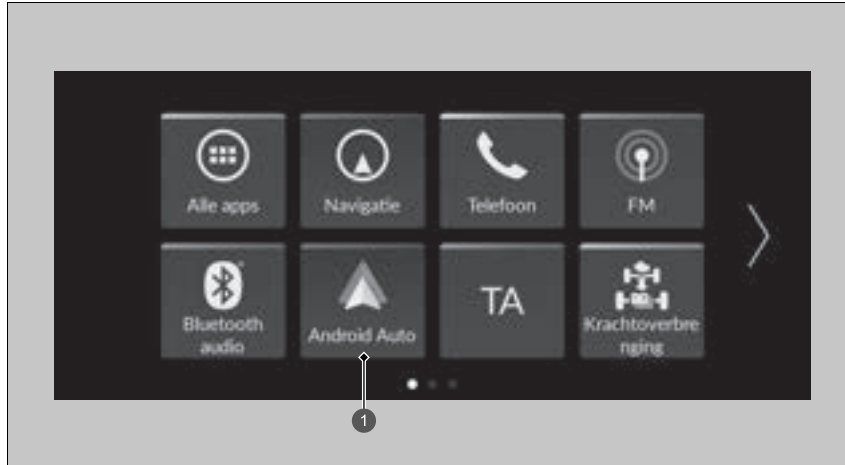 Alle apps
Navigatie
Telefoon
FM
Bluetooth
audio
Android Auto
TA
Krachtoverbre
nging
1